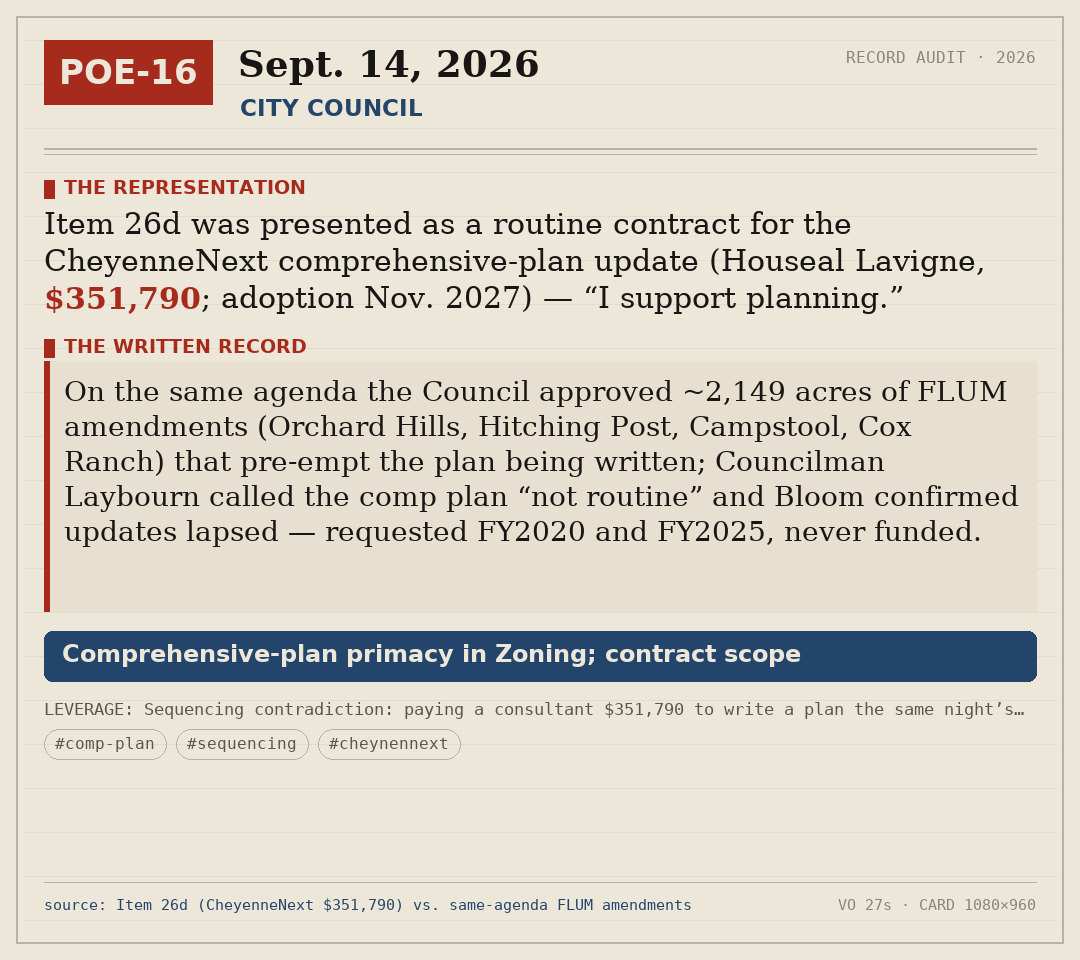 POE-16
Sept. 14, 2026
CITY COUNCIL
RECORD AUDIT · 2026
THE REPRESENTATION
Item 26d was presented as a routine contract for the
CheyenneNext comprehensive-plan update (Houseal Lavigne,
$351,790; adoption Nov. 2027) — “I support planning.”
THE WRITTEN RECORD
On the same agenda the Council approved ~2,149 acres of FLUM
amendments (Orchard Hills, Hitching Post, Campstool, Cox
Ranch) that pre-empt the plan being written; Councilman
Laybourn called the comp plan “not routine” and Bloom confirmed
updates lapsed — requested FY2020 and FY2025, never funded.
Comprehensive-plan primacy in Zoning; contract scope
LEVERAGE: Sequencing contradiction: paying a consultant $351,790 to write a plan the same night’s…
#comp-plan #sequencing #cheynennext
source: Item 26d (CheyenneNext $351,790) vs. same-agenda FLUM amendments
VO 27s · CARD 1080×960